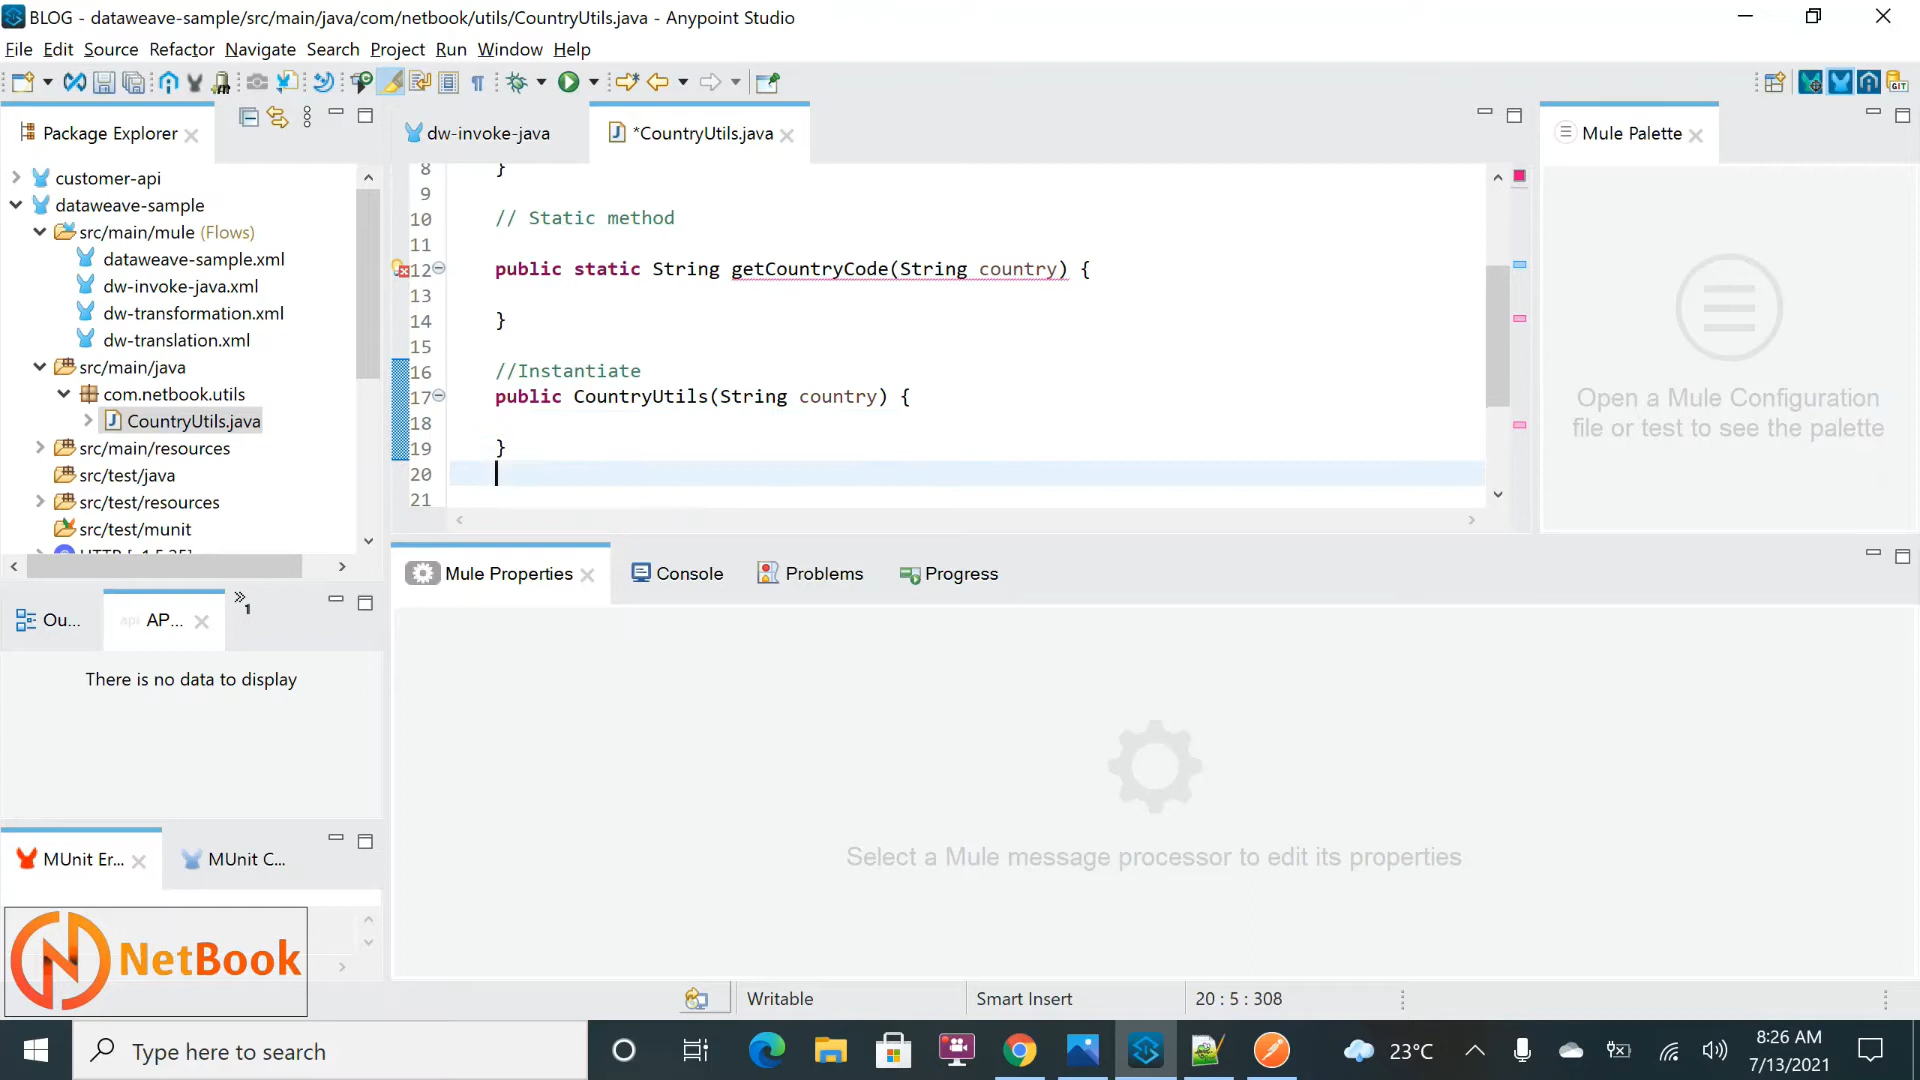 BLOG - dataweave-sample/src/main/java/com/netbook/utils/CountryUtils.java - Anypoint Studio
File Edit Source Refactor Navigate Search Project Run Window Help
Package Explorer
customer-api
dataweave-sample
src/main/mule (Flows)
dataweave-sample.xml
dw-invoke-java.xml
dw-transformation.xml
dw-translation.xml
src/main/java
com.netbook.utils
CountryUtils.java
src/main/resources
src/test/java
src/test/resources
src/test/munit
dw-invoke-java
*CountryUtils.java
8 }
9
10 // Static method
11
12 public static String getCountryCode(String country) {
13
14 }
15
16 //Instantiate
17 public CountryUtils(String country) {
18
19 }
20
21
Mule Palette
Open a Mule Configuration
file or test to see the palette
Ou...
api AP...
1
There is no data to display
MUnit Er...
MUnit C...
NetBook
Mule Properties
Console
Problems
Progress
Select a Mule message processor to edit its properties
Writable
Smart Insert
20 : 5 : 308
GIT
Type here to search
23°C
8:26 AM
7/13/2021